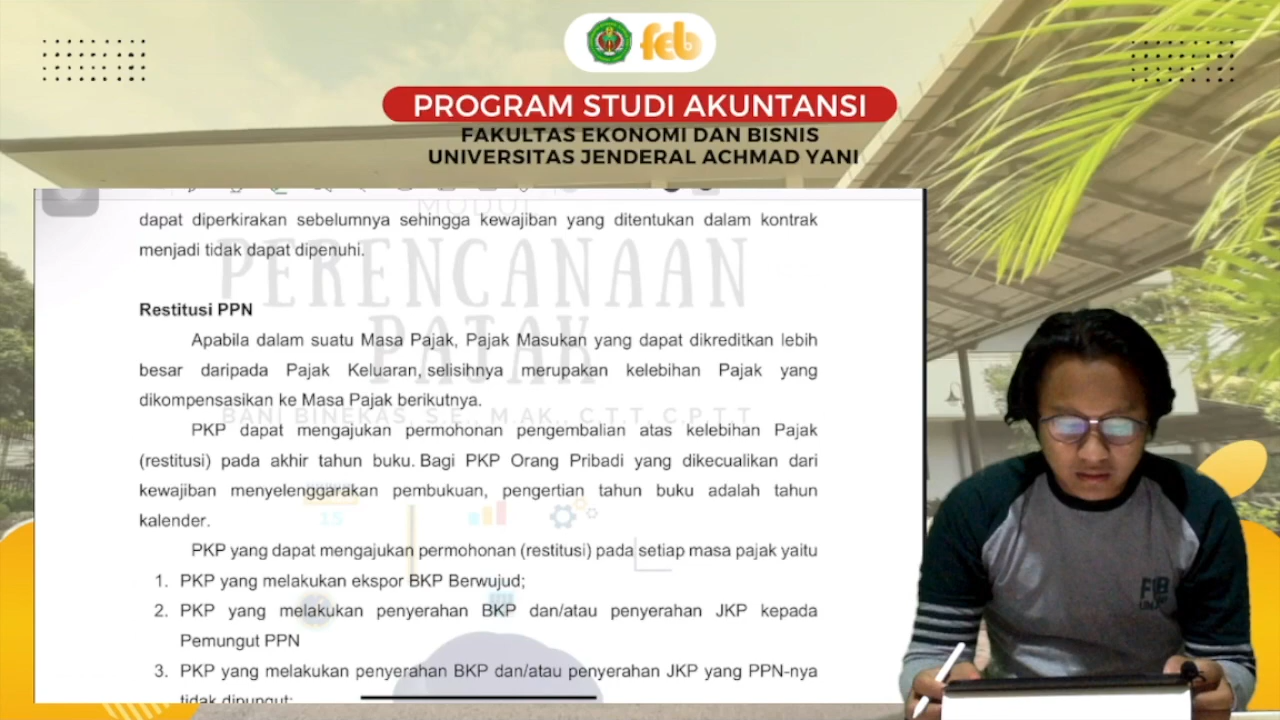 feb
PROGRAM STUDI AKUNTANSI
FAKULTAS EKONOMI DAN BISNIS
UNIVERSITAS JENDERAL ACHMAD YANI
MODUL
PERENCANAAN
PAJAK
BANI BINEKAS, S.E., M.AK., C.T.T, C.P.T.T
dapat diperkirakan sebelumnya sehingga kewajiban yang ditentukan dalam kontrak
menjadi tidak dapat dipenuhi.
Restitusi PPN
Apabila dalam suatu Masa Pajak, Pajak Masukan yang dapat dikreditkan lebih
besar daripada Pajak Keluaran, selisihnya merupakan kelebihan Pajak yang
dikompensasikan ke Masa Pajak berikutnya.
PKP dapat mengajukan permohonan pengembalian atas kelebihan Pajak
(restitusi) pada akhir tahun buku. Bagi PKP Orang Pribadi yang dikecualikan dari
kewajiban menyelenggarakan pembukuan, pengertian tahun buku adalah tahun
kalender.
15
PKP yang dapat mengajukan permohonan (restitusi) pada setiap masa pajak yaitu
1. PKP yang melakukan ekspor BKP Berwujud;
2. PKP yang melakukan penyerahan BKP dan/atau penyerahan JKP kepada
Pemungut PPN
3. PKP yang melakukan penyerahan BKP dan/atau penyerahan JKP yang PPN-nya
tidak dipungut;